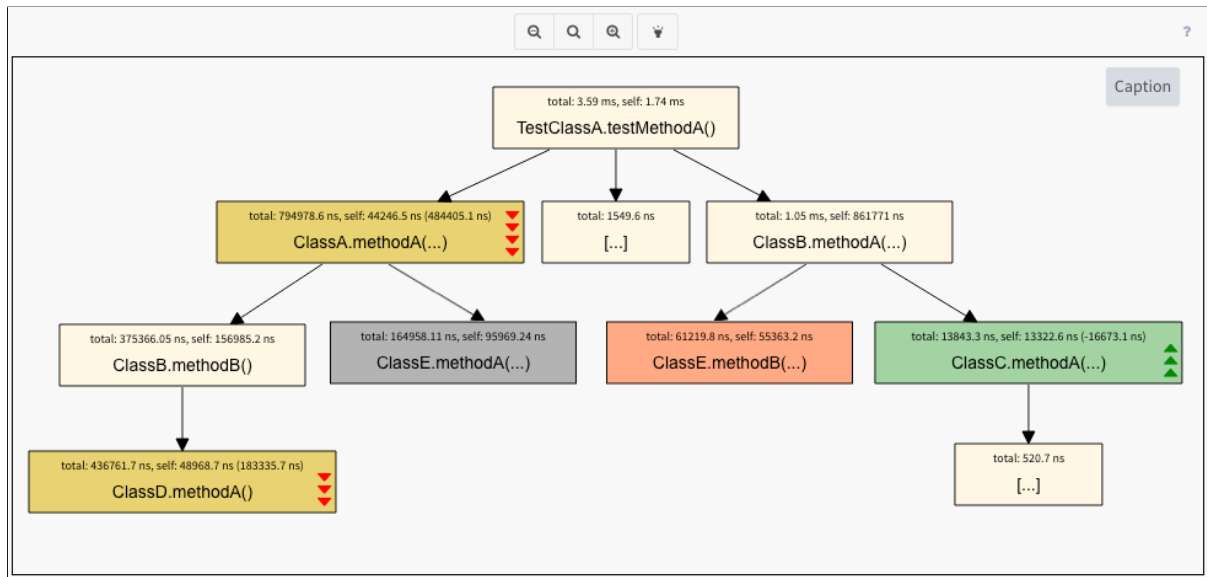 ?
Caption
total: 3.59 ms, self: 1.74 ms
TestClassA.testMethodA()
total: 794978.6 ns, self: 44246.5 ns (484405.1 ns)
ClassA.methodA(...)
total: 1549.6 ns
[...]
total: 1.05 ms, self: 861771 ns
ClassB.methodA(...)
total: 375366.05 ns, self: 156985.2 ns
ClassB.methodB()
total: 164958.11 ns, self: 95969.24 ns
ClassE.methodA(...)
total: 61219.8 ns, self: 55363.2 ns
ClassE.methodB(...)
total: 13843.3 ns, self: 13322.6 ns (-16673.1 ns)
ClassC.methodA(...)
total: 436761.7 ns, self: 48968.7 ns (183335.7 ns)
ClassD.methodA()
total: 520.7 ns
[...]